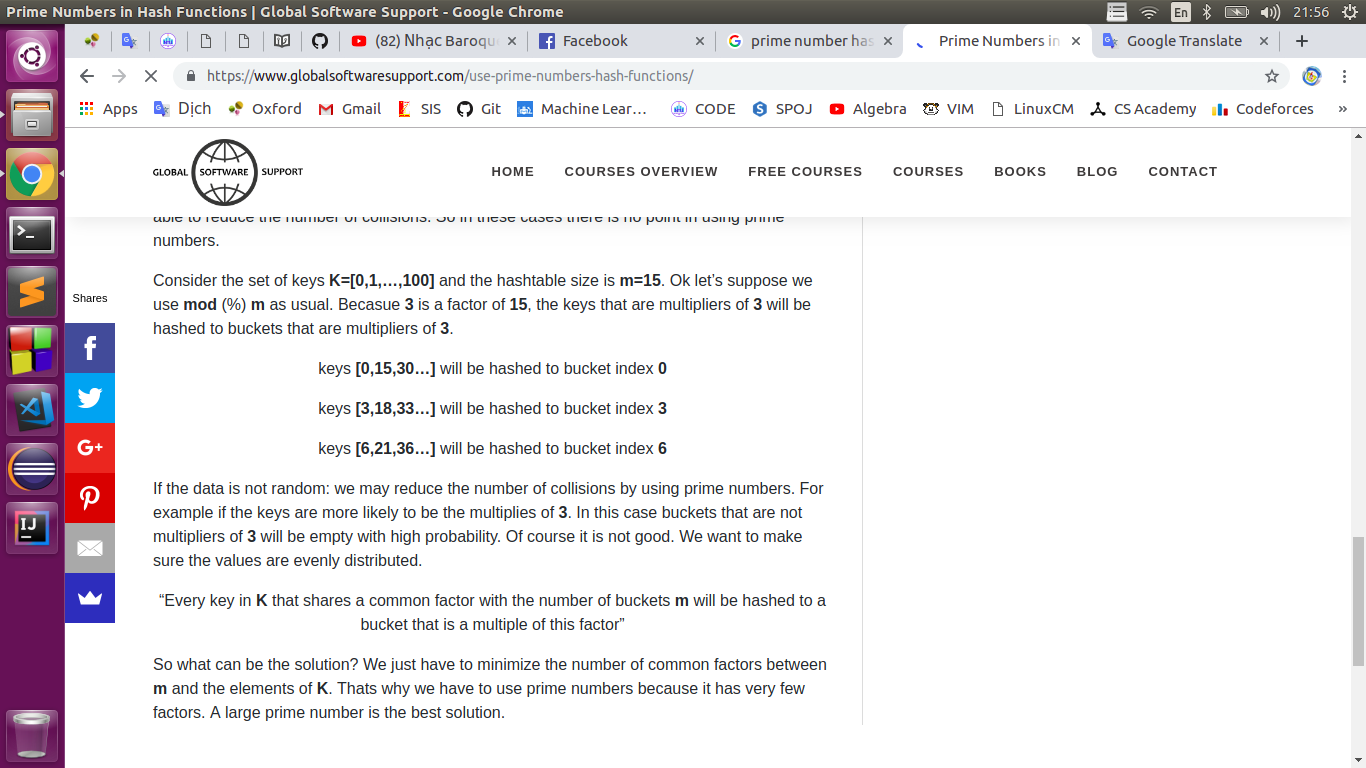 Prime Numbers in Hash Functions | Global Software Support - Google Chrome
En
21:56
(82) Nhạc Baroqu
Facebook
prime number has
Prime Numbers in
Google Translate
https://www.globalsoftwaresupport.com/use-prime-numbers-hash-functions/
Apps
Dịch
Oxford
Gmail
SIS
Git
Machine Lear…
CODE
SPOJ
Algebra
VIM
LinuxCM
CS Academy
Codeforces
»
GLOBAL SOFTWARE SUPPORT
HOME
COURSES OVERVIEW
FREE COURSES
COURSES
BOOKS
BLOG
CONTACT
able to reduce the number of collisions. So in these cases there is no point in using prime
numbers.
Consider the set of keys K=[0,1,…,100] and the hashtable size is m=15. Ok let’s suppose we
use mod (%) m as usual. Becasue 3 is a factor of 15, the keys that are multipliers of 3 will be
hashed to buckets that are multipliers of 3.
keys [0,15,30…] will be hashed to bucket index 0
keys [3,18,33…] will be hashed to bucket index 3
keys [6,21,36…] will be hashed to bucket index 6
If the data is not random: we may reduce the number of collisions by using prime numbers. For
example if the keys are more likely to be the multiplies of 3. In this case buckets that are not
multipliers of 3 will be empty with high probability. Of course it is not good. We want to make
sure the values are evenly distributed.
“Every key in K that shares a common factor with the number of buckets m will be hashed to a
bucket that is a multiple of this factor”
So what can be the solution? We just have to minimize the number of common factors between
m and the elements of K. Thats why we have to use prime numbers because it has very few
factors. A large prime number is the best solution.
Shares
G+
IJ